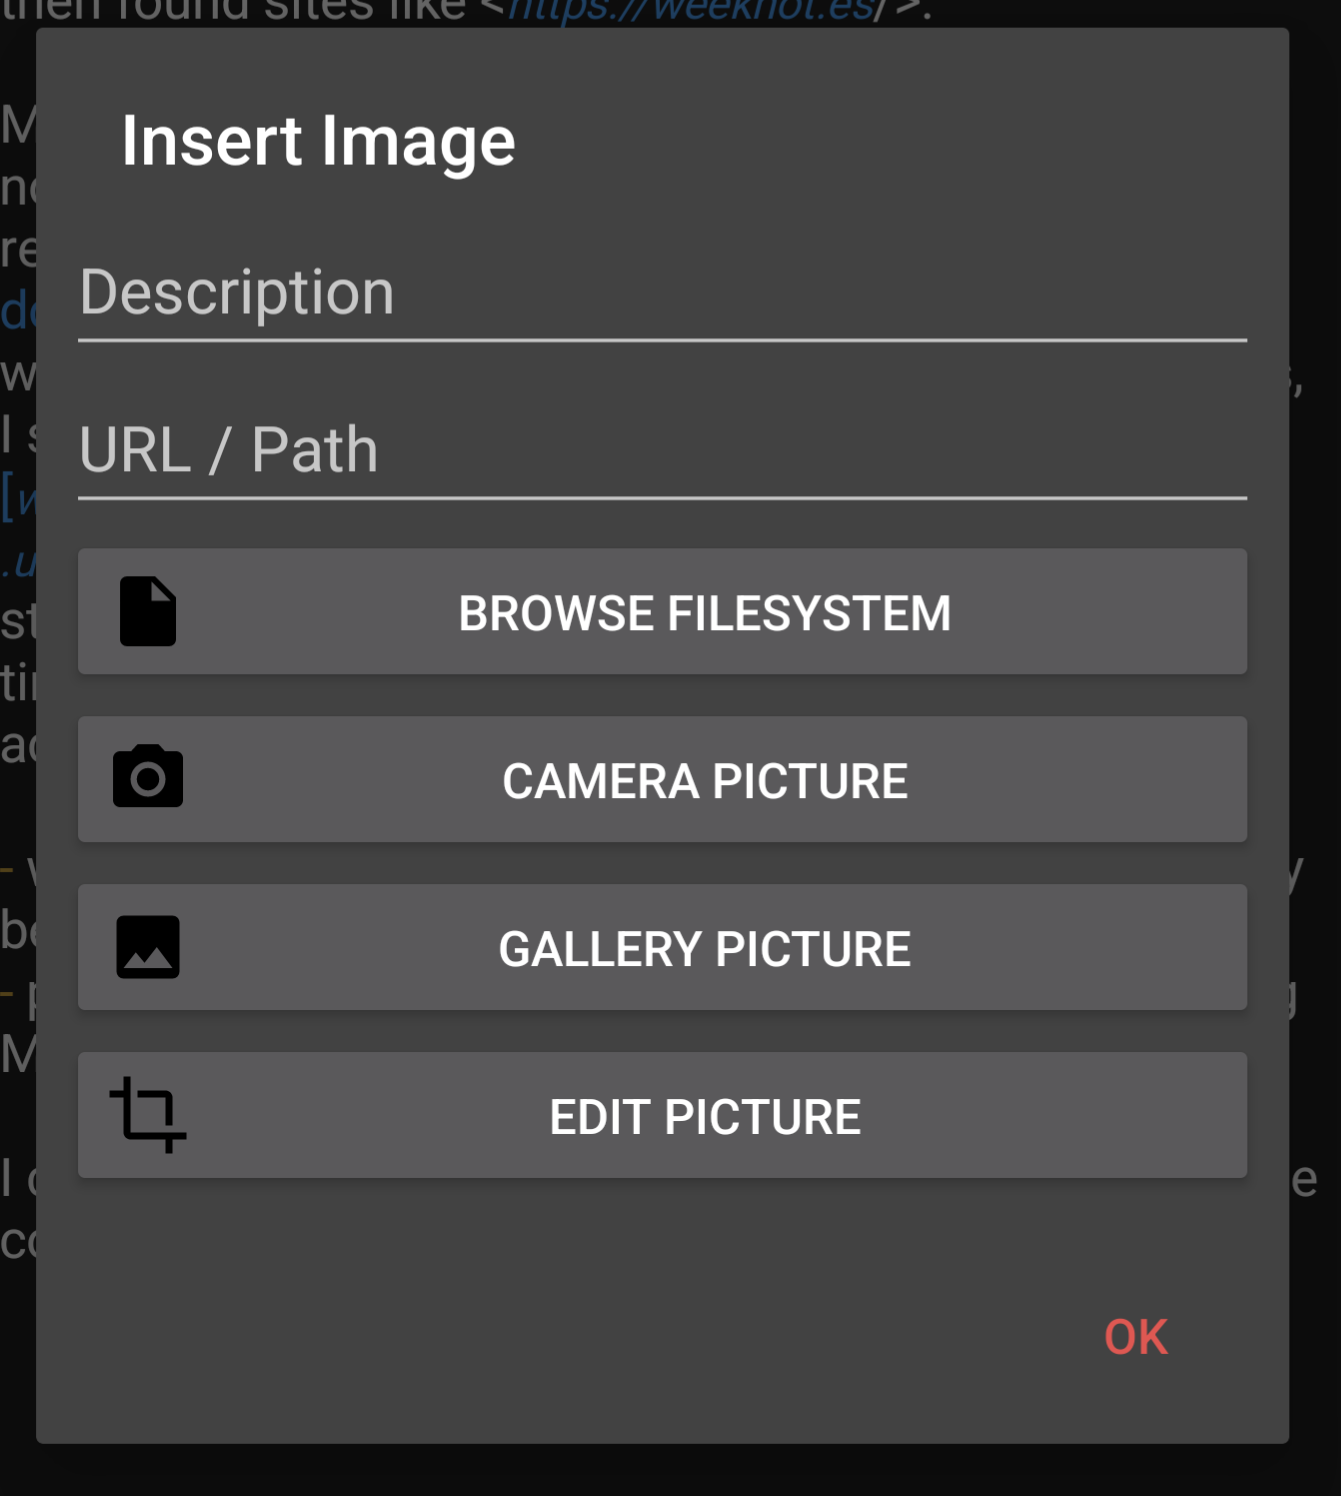 then found sites like <https://weeknot.es/>.
Insert Image
Description
URL / Path
BROWSE FILESYSTEM
CAMERA PICTURE
GALLERY PICTURE
EDIT PICTURE
OK